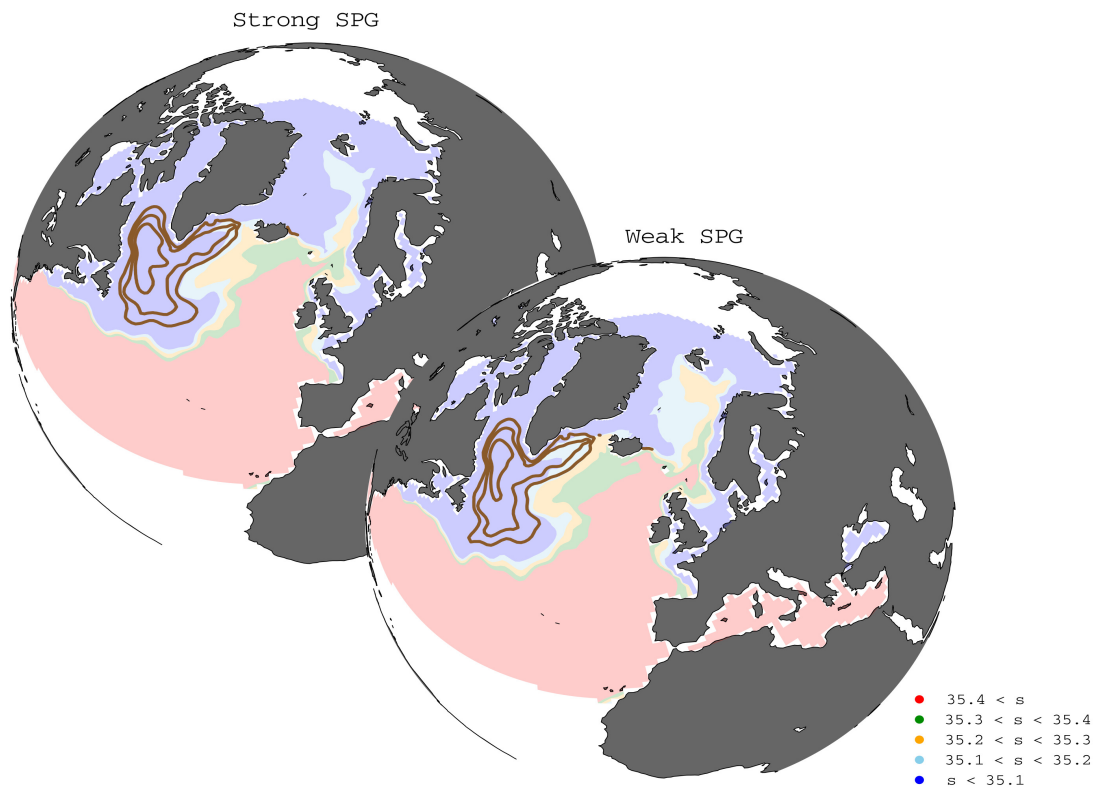 Strong SPG
Weak SPG
35.4 < s
35.3 < s < 35.4
35.2 < s < 35.3
35.1 < s < 35.2
s < 35.1